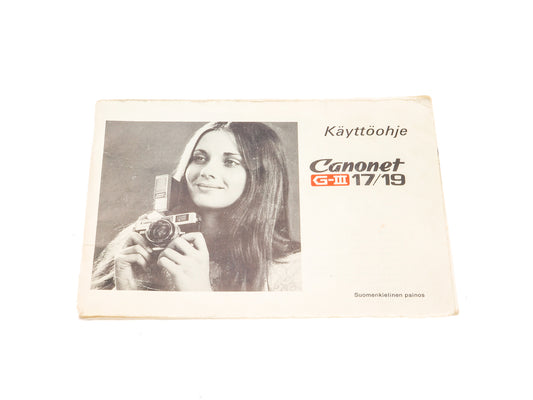 Käyttöohje
Canonet
G-III 17/19
Suomenkielinen painos